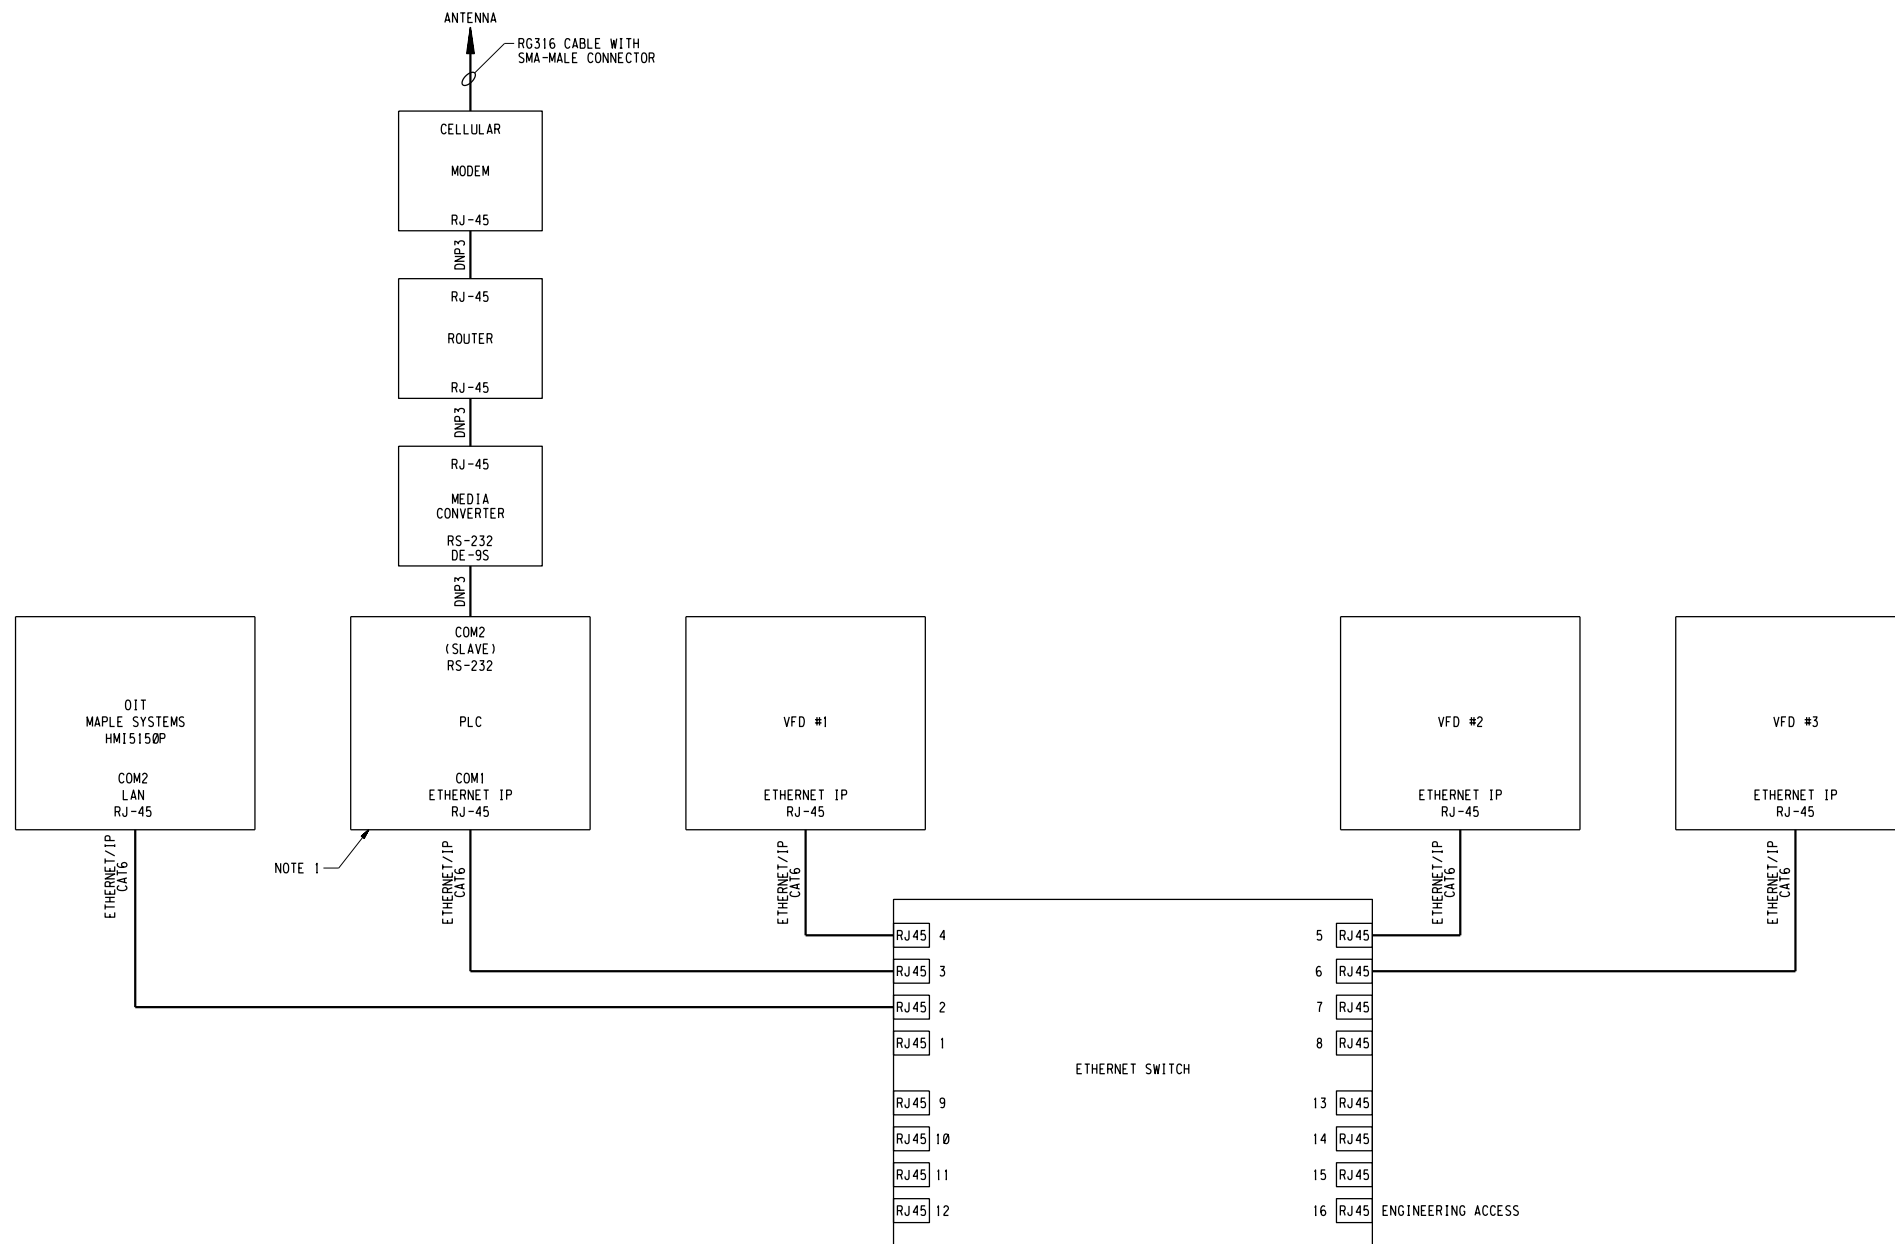 ANTENNA
RG316 CABLE WITH
SMA-MALE CONNECTOR
CELLULAR
MODEM
RJ-45
DNP3
RJ-45
ROUTER
RJ-45
DNP3
RJ-45
MEDIA
CONVERTER
RS-232
DE-9S
DNP3
OIT
MAPLE SYSTEMS
HMI5150P
COM2
LAN
RJ-45
COM2
(SLAVE)
RS-232
PLC
COM1
ETHERNET IP
RJ-45
VFD #1
ETHERNET IP
RJ-45
VFD #2
ETHERNET IP
RJ-45
VFD #3
ETHERNET IP
RJ-45
NOTE 1
ETHERNET/IP
CAT6
ETHERNET/IP
CAT6
ETHERNET/IP
CAT6
ETHERNET/IP
CAT6
ETHERNET/IP
CAT6
RJ45 4
5 RJ45
RJ45 3
6 RJ45
RJ45 2
7 RJ45
RJ45 1
8 RJ45
ETHERNET SWITCH
RJ45 9
13 RJ45
RJ45 10
14 RJ45
RJ45 11
15 RJ45
RJ45 12
16 RJ45 ENGINEERING ACCESS